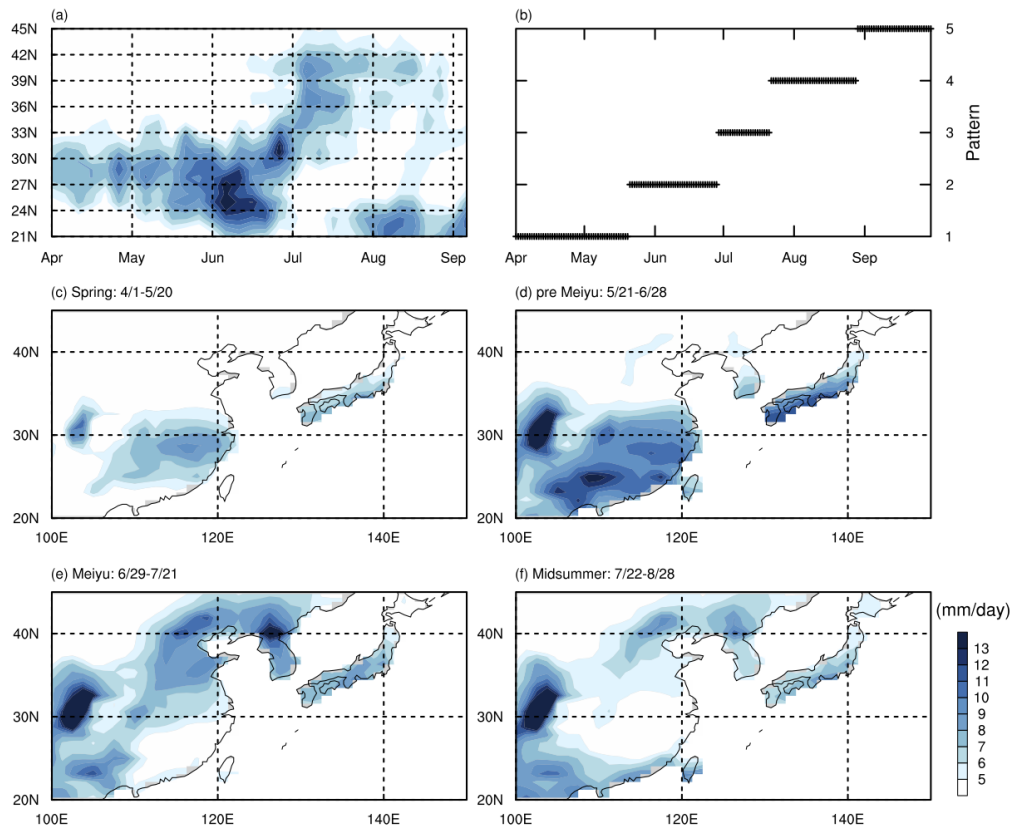 (a)
45N
42N
39N
36N
33N
30N
27N
24N
21N
Apr May Jun Jul Aug Sep
(b)
5
4
3
2
1
Pattern
Apr May Jun Jul Aug Sep
(c) Spring: 4/1-5/20
40N
30N
20N
100E 120E 140E
(d) pre Meiyu: 5/21-6/28
40N
30N
20N
100E 120E 140E
(e) Meiyu: 6/29-7/21
40N
30N
20N
100E 120E 140E
(f) Midsummer: 7/22-8/28
40N
30N
20N
100E 120E 140E
(mm/day)
13
12
11
10
9
8
7
6
5